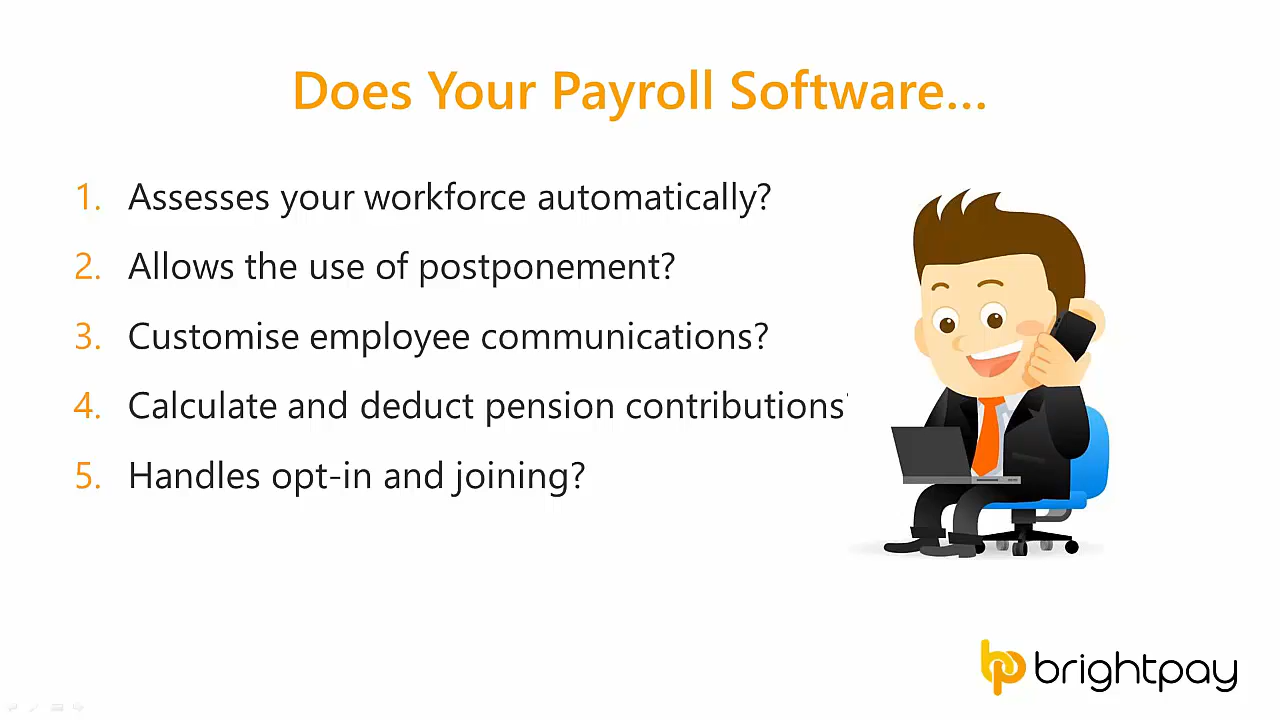 Does Your Payroll Software...
1. Assesses your workforce automatically?
2. Allows the use of postponement?
3. Customise employee communications?
4. Calculate and deduct pension contributions
5. Handles opt-in and joining?
bp brightpay